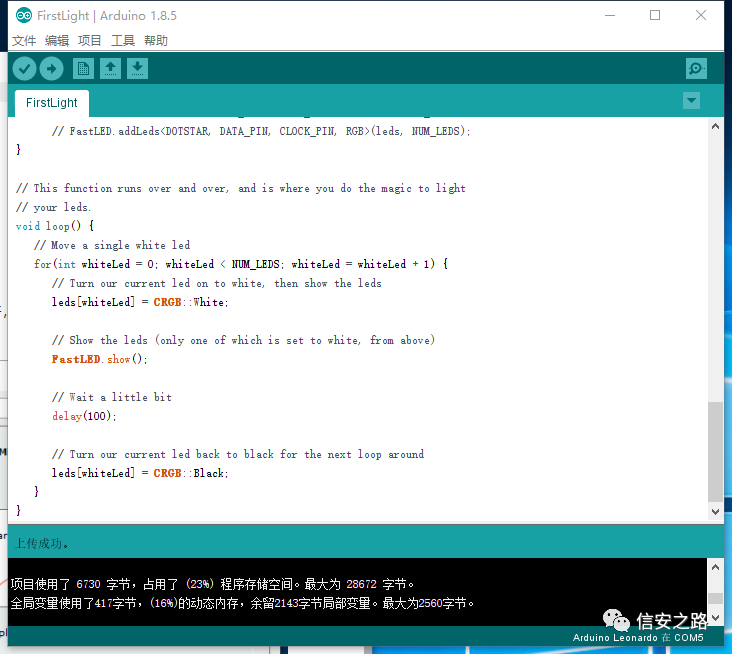 FirstLight | Arduino 1.8.5
文件 编辑 项目 工具 帮助
FirstLight
// FastLED.addLeds<DOTSTAR, DATA_PIN, CLOCK_PIN, RGB>(leds, NUM_LEDS);
}
// This function runs over and over, and is where you do the magic to light
// your leds.
void loop() {
// Move a single white led
for(int whiteLed = 0; whiteLed < NUM_LEDS; whiteLed = whiteLed + 1) {
// Turn our current led on to white, then show the leds
leds[whiteLed] = CRGB::White;
// Show the leds (only one of which is set to white, from above)
FastLED.show();
// Wait a little bit
delay(100);
// Turn our current led back to black for the next loop around
leds[whiteLed] = CRGB::Black;
}
}
上传成功。
项目使用了 6730 字节，占用了 (23%) 程序存储空间。最大为 28672 字节。
全局变量使用了417字节，(16%)的动态内存，余留2143字节局部变量。最大为2560字节。
信安之路
Arduino Leonardo 在 COM5